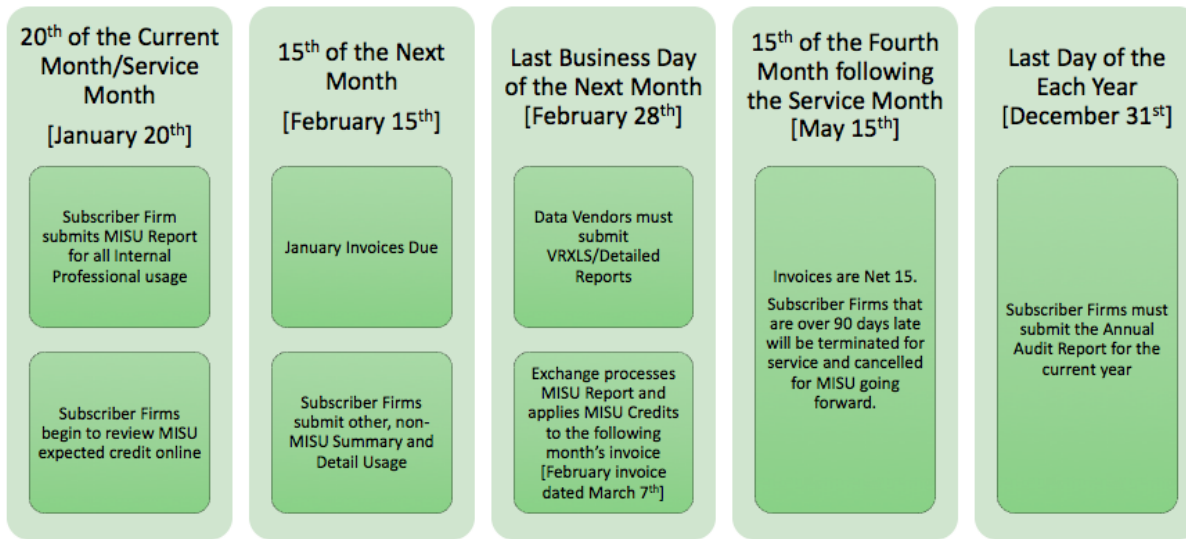 20th of the Current
Month/Service
Month
[January 20th]
Subscriber Firm
submits MISU Report
for all Internal
Professional usage
Subscriber Firms
begin to review MISU
expected credit online
15th of the Next
Month
[February 15th]
January Invoices Due
Subscriber Firms
submit other, non-
MISU Summary and
Detail Usage
Last Business Day
of the Next Month
[February 28th]
Data Vendors must
submit
VRXLS/Detailed
Reports
Exchange processes
MISU Report and
applies MISU Credits
to the following
month's invoice
[February invoice
dated March 7th]
15th of the Fourth
Month following
the Service Month
[May 15th]
Invoices are Net 15.
Subscriber Firms that
are over 90 days late
will be terminated for
service and cancelled
for MISU going
forward.
Last Day of the
Each Year
[December 31st]
Subscriber Firms must
submit the Annual
Audit Report for the
current year